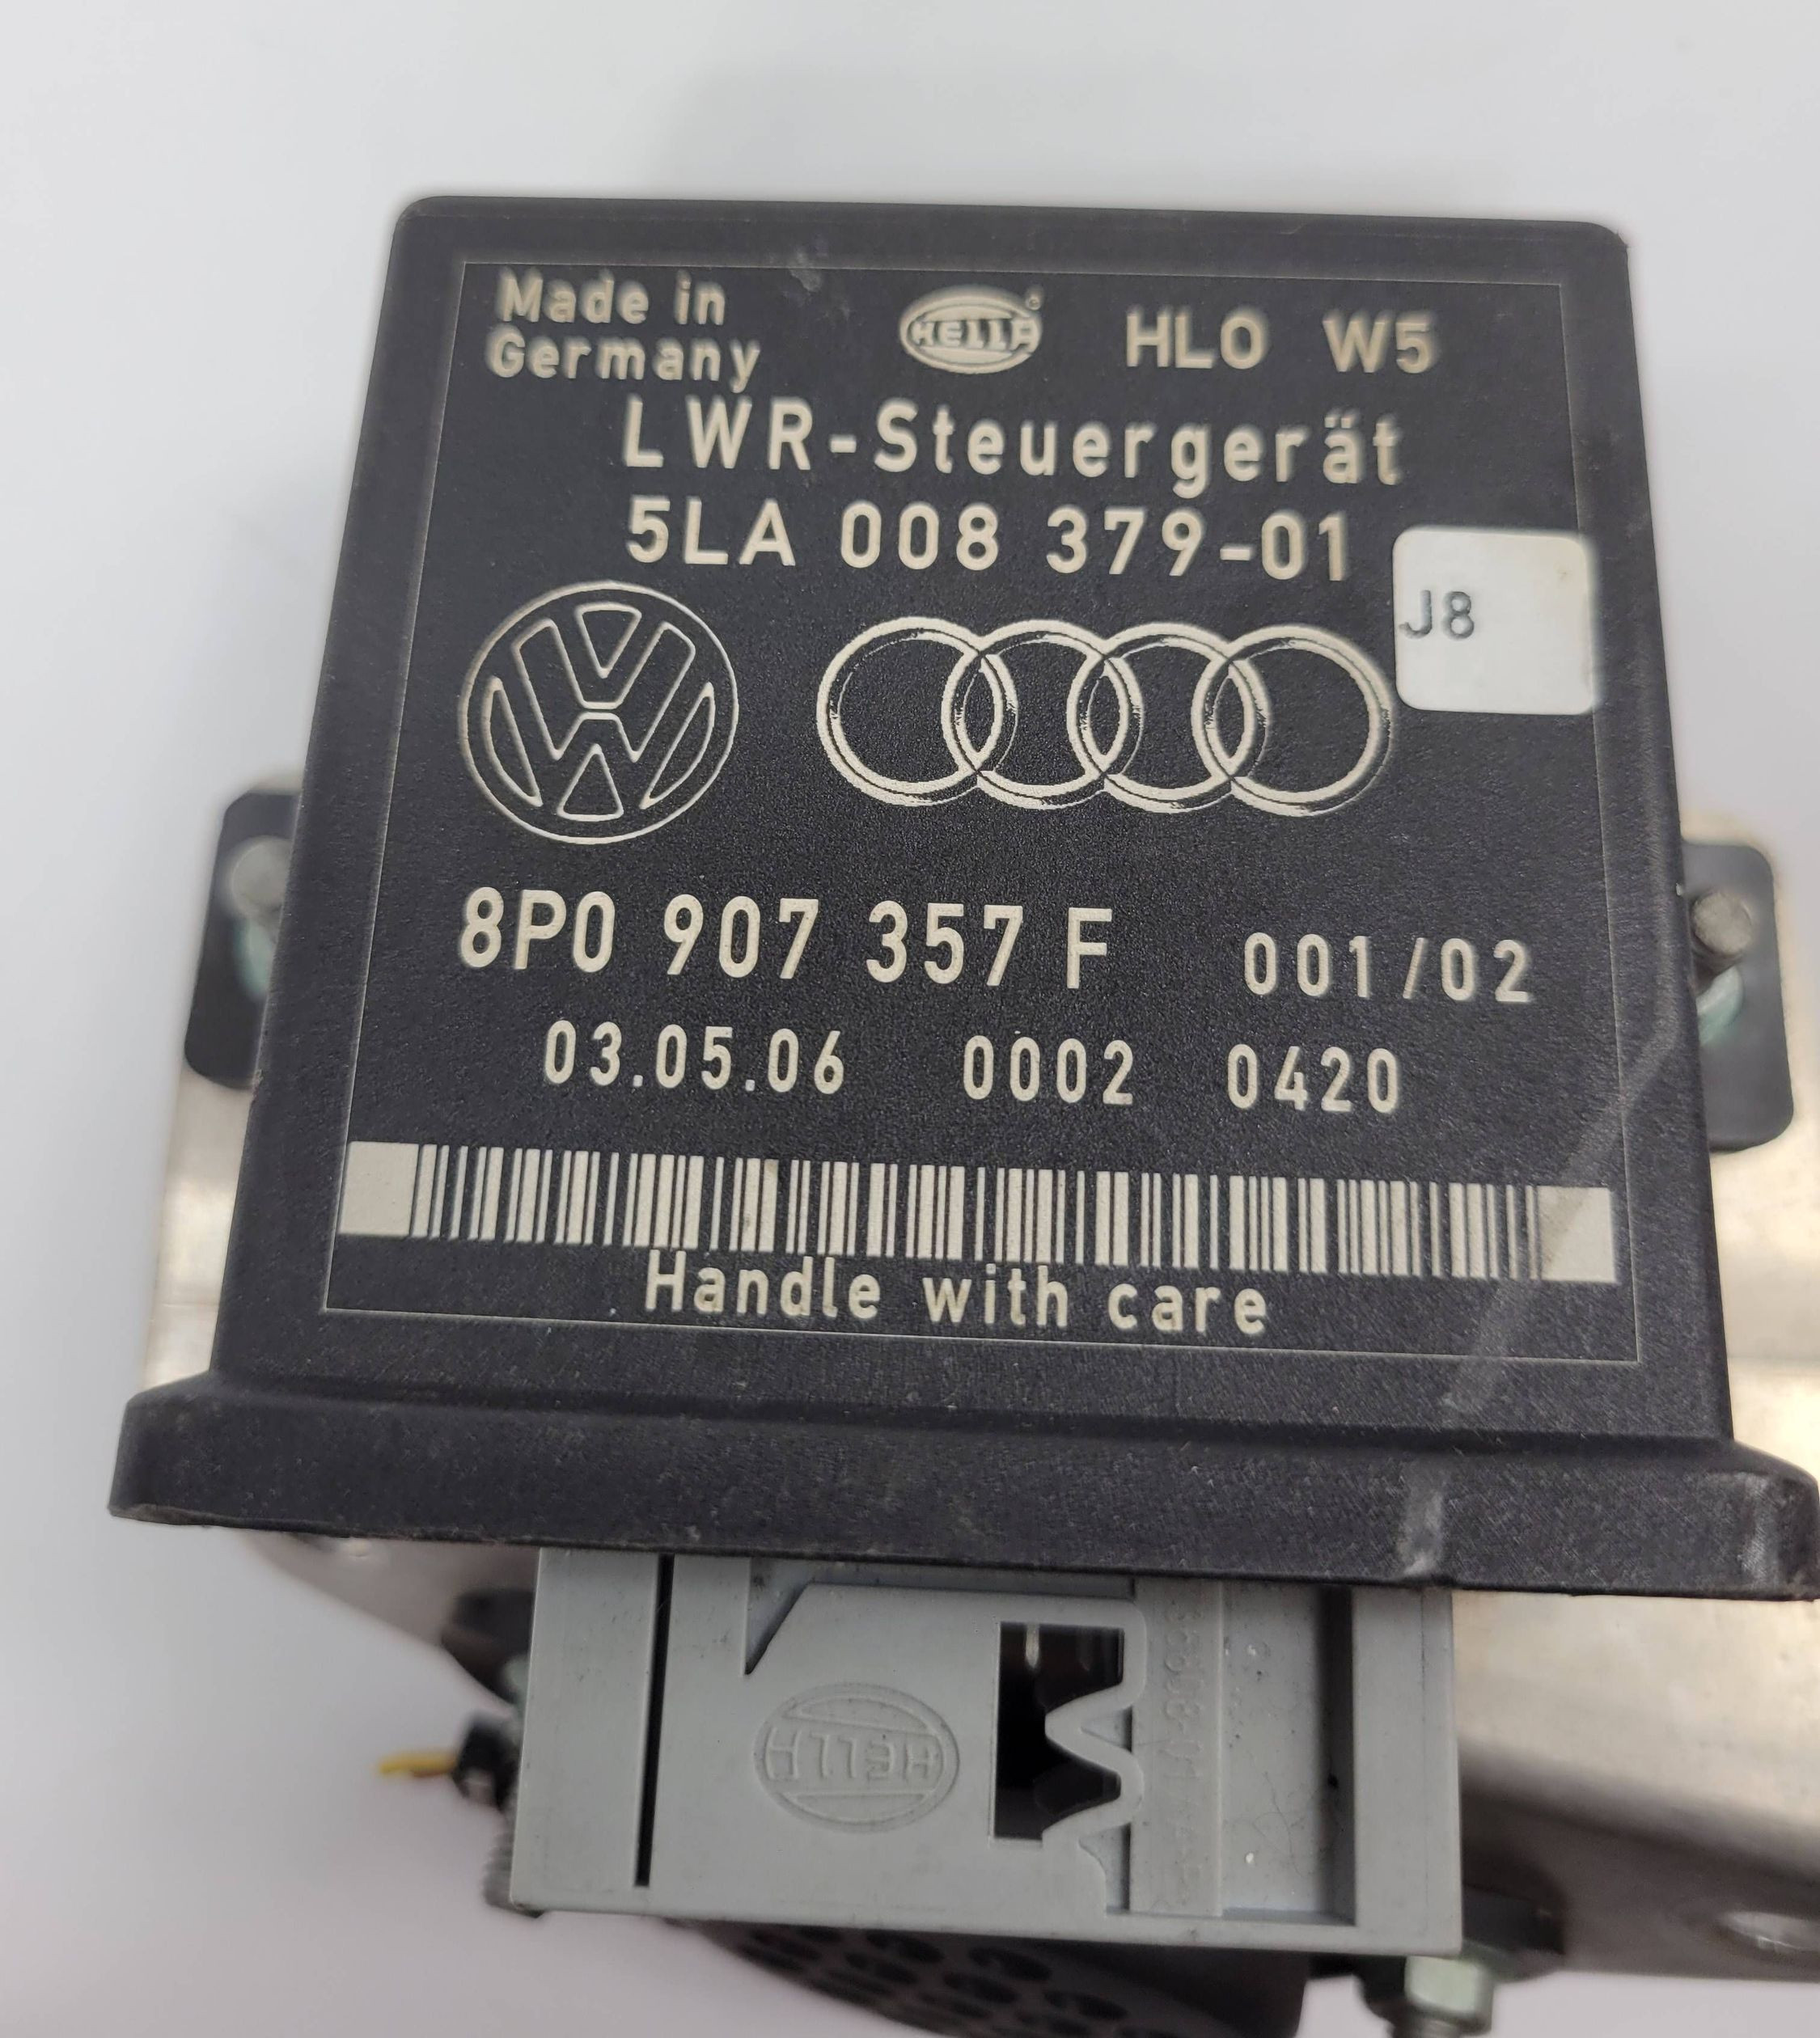 Made in
Germany
HELLA
HLO W5
LWR-Steuergerät
5LA 008 379-01
J8
8P0 907 357 F 001/02
03.05.06 0002 0420
Handle with care
HELLA